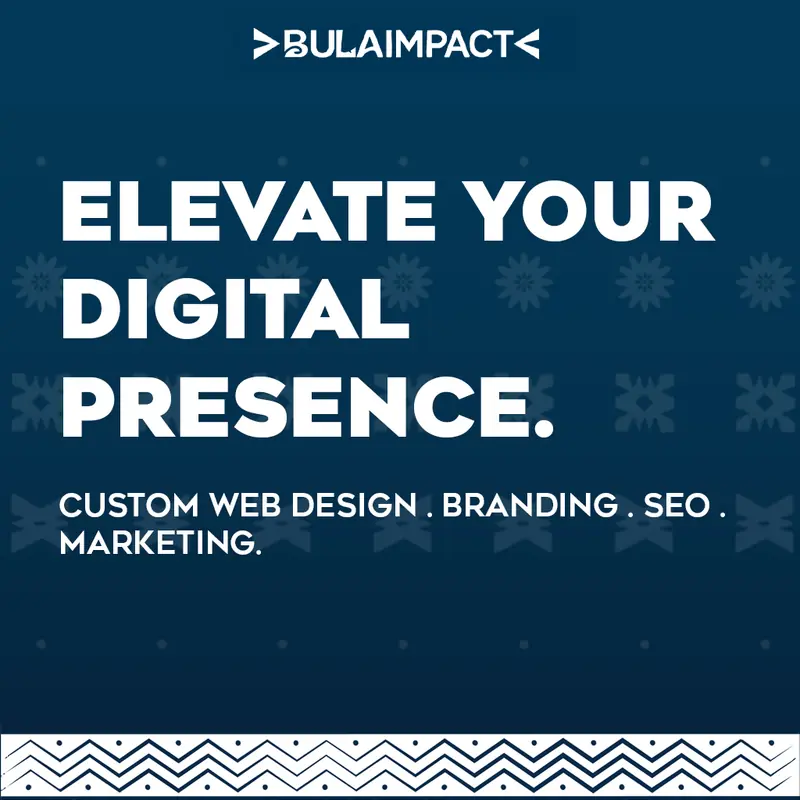 >BULAIMPACT<
ELEVATE YOUR
DIGITAL
PRESENCE.
CUSTOM WEB DESIGN . BRANDING . SEO .
MARKETING.